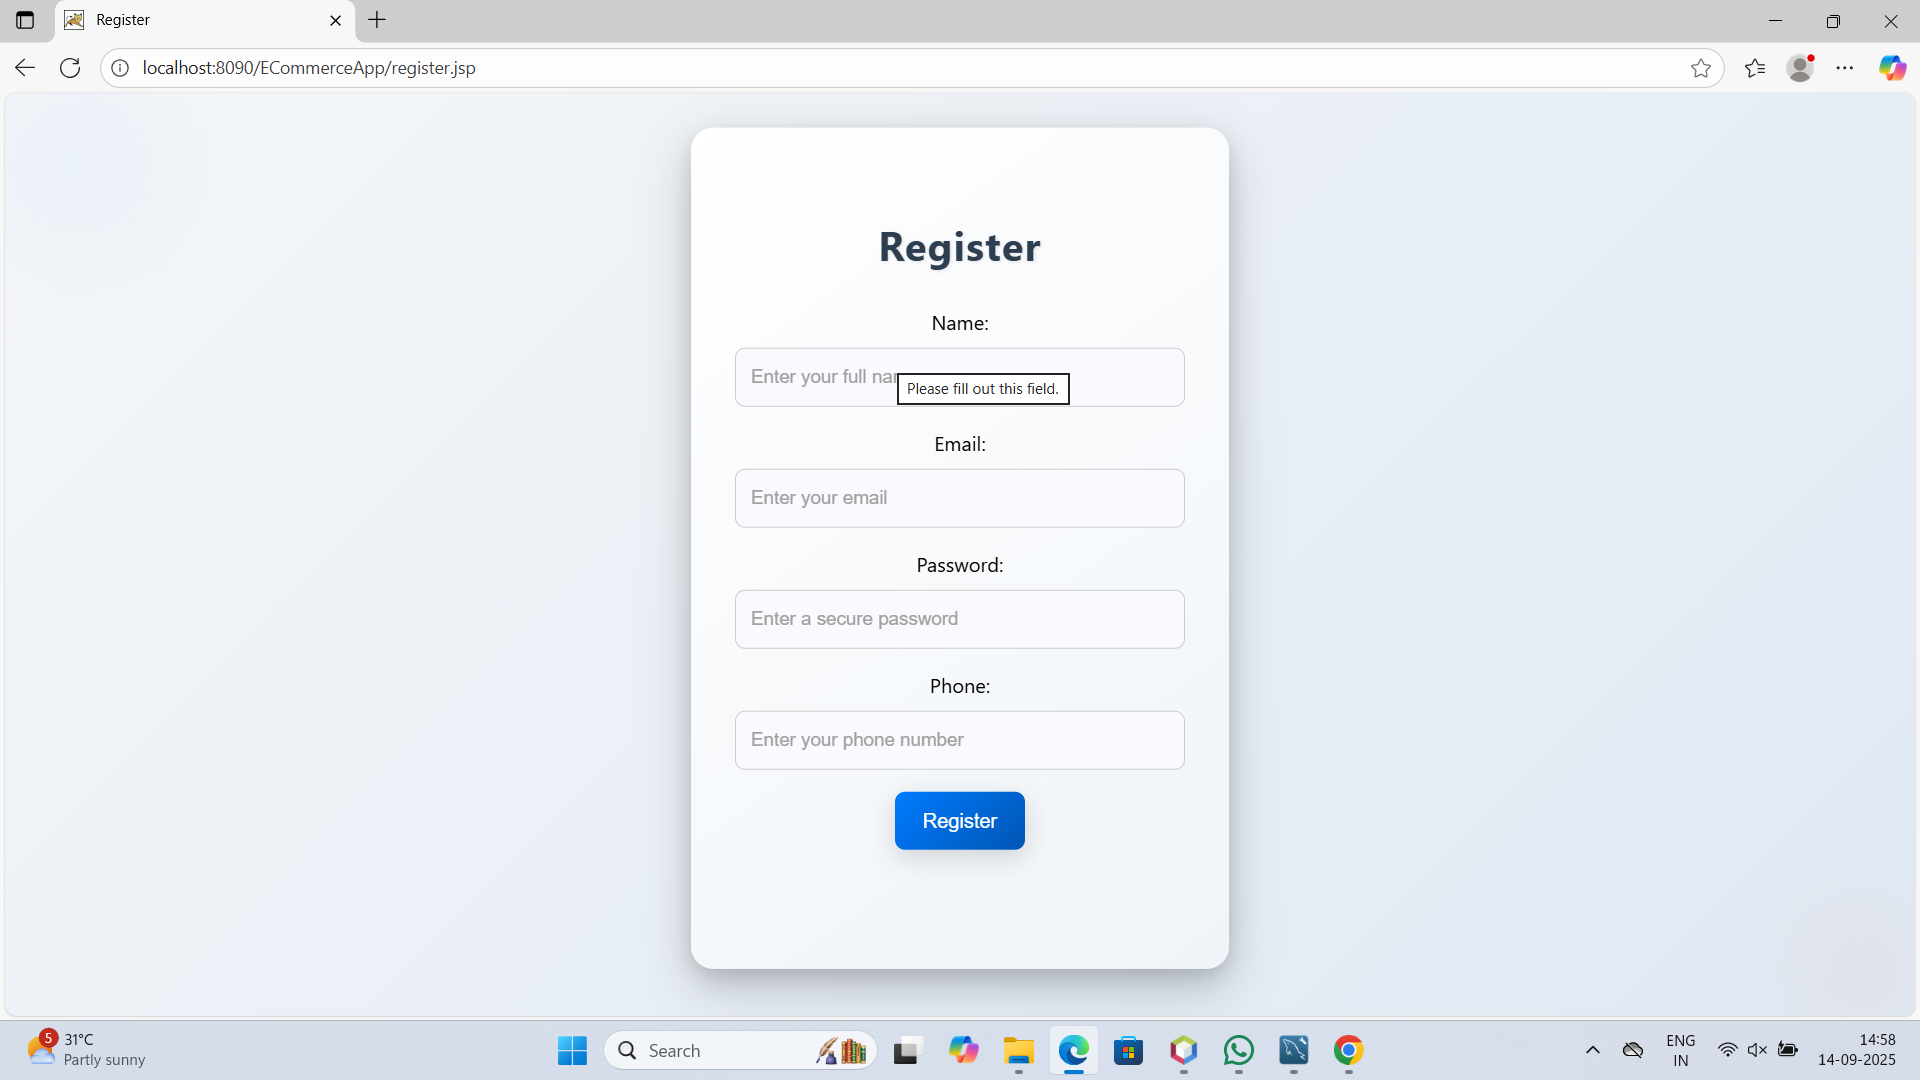 Register
localhost:8090/ECommerceApp/register.jsp
Register
Name:
Enter your full nar
Please fill out this field.
Email:
Enter your email
Password:
Enter a secure password
Phone:
Enter your phone number
Register
5
31°C
Partly sunny
Search
ENG
IN
14:58
14-09-2025